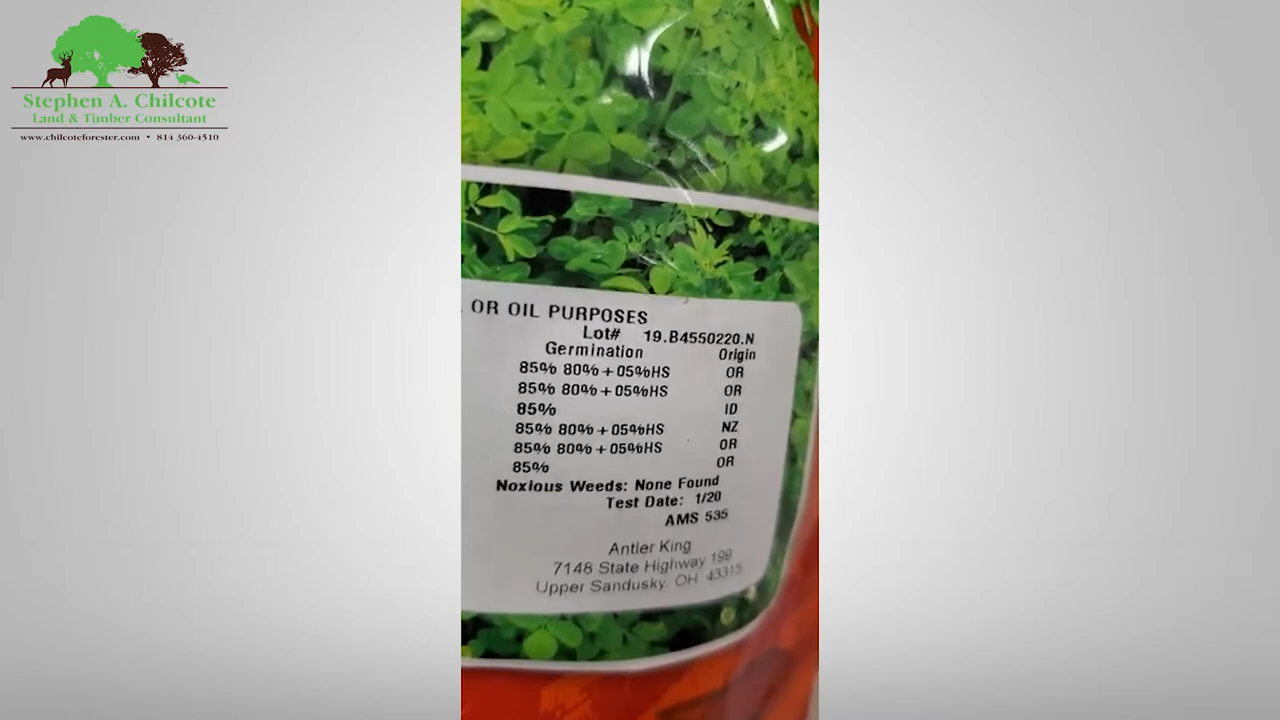 Stephen A. Chilcote
Land & Timber Consultant
www.chilcoteforester.com • 814 360-4510
OR OIL PURPOSES
Lot# 19.B4550220.N
Germination Origin
85% 80% + 05%HS OR
85% 80% + 05%HS OR
85% ID
85% 80% + 05%HS NZ
85% 80% + 05%HS OR
85% OR
Noxious Weeds: None Found
Test Date: 1/20
AMS 535
Antler King
7148 State Highway 199
Upper Sandusky. OH 43315